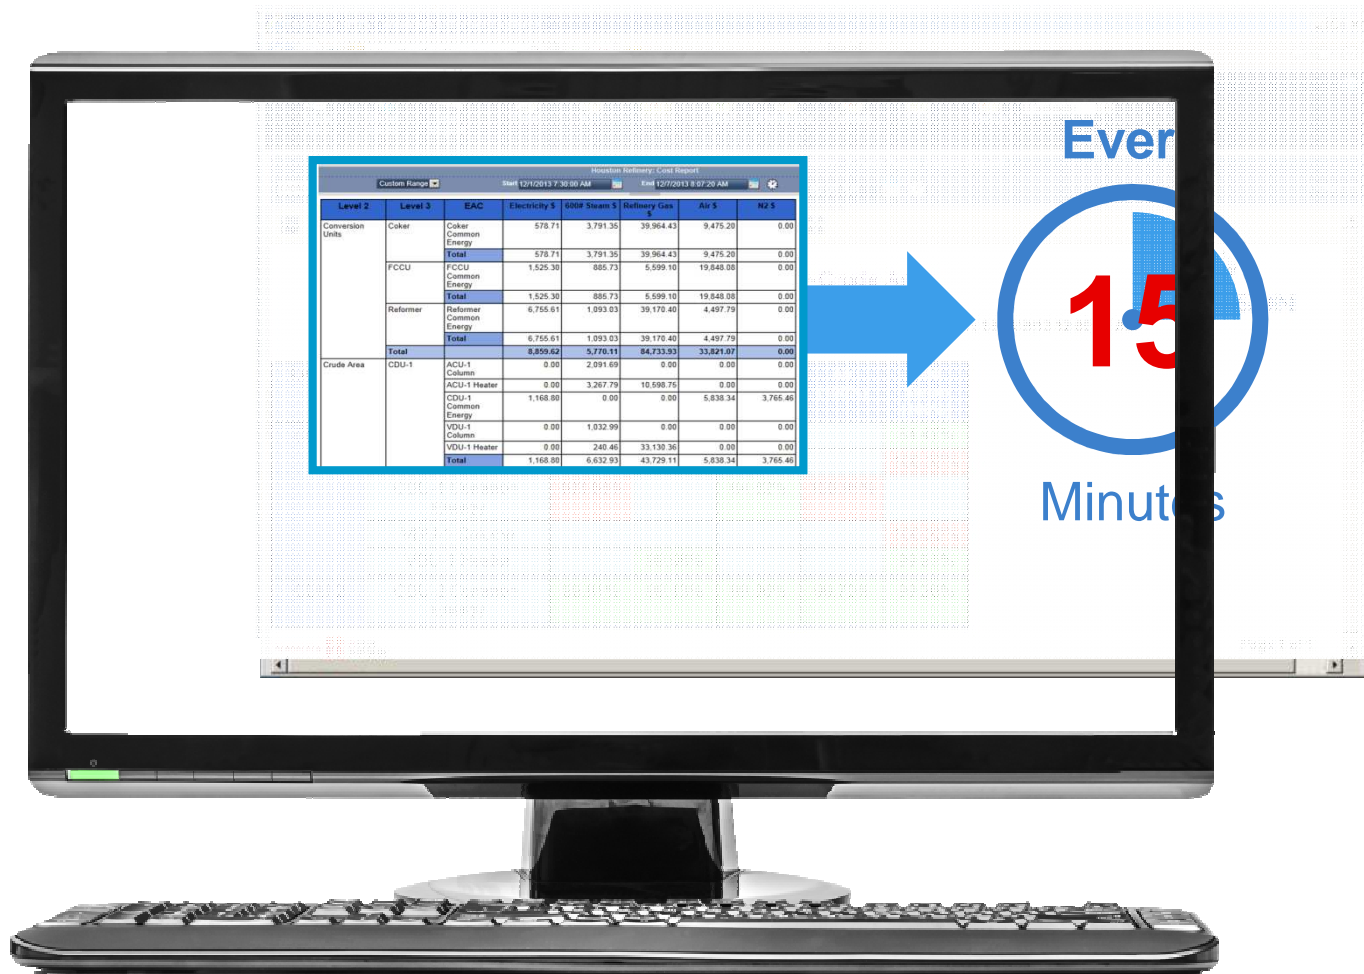 Ever
15
Minutes
Houston Refinery: Cost Report
Custom Range Start 12/1/2013 7:30:00 AM End 12/7/2013 8:07:20 AM
Level 2 Level 3 EAC Electricity $ 600# Steam $ Refinery Gas $ Air $ N2 $
Conversion Units Coker Coker Common Energy 578.71 3,791.35 39,964.43 9,475.20 0.00
Total 578.71 3,791.35 39,964.43 9,475.20 0.00
FCCU FCCU Common Energy 1,525.30 885.73 5,599.10 19,848.08 0.00
Total 1,525.30 885.73 5,599.10 19,848.08 0.00
Reformer Reformer Common Energy 6,755.61 1,093.03 39,170.40 4,497.79 0.00
Total 6,755.61 1,093.03 39,170.40 4,497.79 0.00
Total 8,859.62 5,770.11 84,733.93 33,821.07 0.00
Crude Area CDU-1 ACU-1 Column 0.00 2,091.69 0.00 0.00 0.00
ACU-1 Heater 0.00 3,267.79 10,598.75 0.00 0.00
CDU-1 Common Energy 1,168.80 0.00 0.00 5,838.34 3,765.46
VDU-1 Column 0.00 1,032.99 0.00 0.00 0.00
VDU-1 Heater 0.00 240.46 33,130.36 0.00 0.00
Total 1,168.80 6,632.93 43,729.11 5,838.34 3,765.46